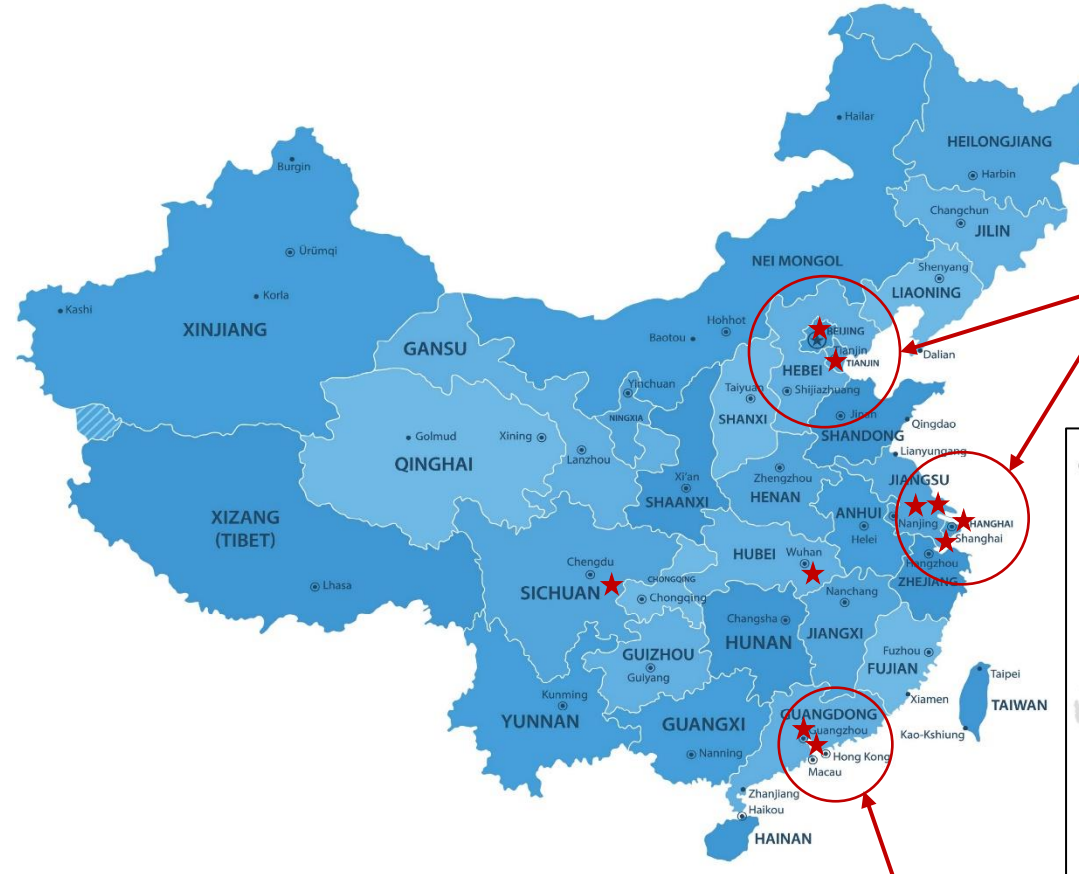 Hailar
HEILONGJIANG
Harbin
Burgin
Changchun
JILIN
Ürümqi
NEI MONGOL
Shenyang
LIAONING
Kashi
Korla
XINJIANG
Hohhot
Baotou
BEIJING
GANSU
Tianjin
TIANJIN
Dalian
HEBEI
Yinchuan
Taiyuan
Shijiazhuang
NINGXIA
SHANXI
Jinan
Qingdao
Golmud
Xining
SHANDONG
QINGHAI
Lanzhou
Lianyungang
Zhengzhou
JIANGSU
Xi'an
HENAN
SHAANXI
ANHUI
XIZANG
(TIBET)
Nanjing
HANGHAI
Shanghai
Helei
HUBEI
Wuhan
Hangzhou
Chengdu
CHONGQING
ZHEJIANG
Lhasa
SICHUAN
Chongqing
Nanchang
Changsha
JIANGXI
HUNAN
GUIZHOU
Fuzhou
FUJIAN
Guiyang
Taipei
Kunming
Xiamen
TAIWAN
YUNNAN
GUANGXI
GUANGDONG
Guangzhou
Kao-Kshiung
Nanning
Hong Kong
Macau
Zhanjiang
Haikou
HAINAN